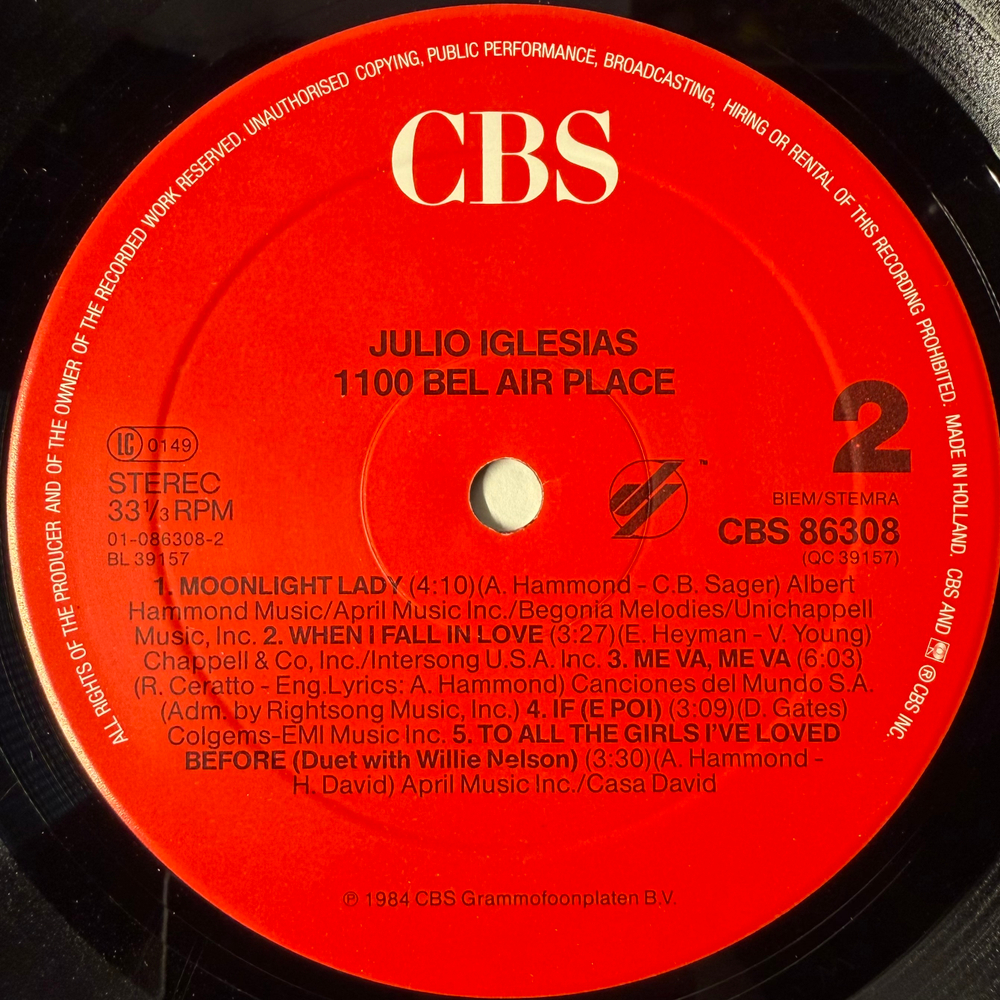 ALL RIGHTS OF THE PRODUCER AND OF THE OWNER OF THE RECORDED WORK RESERVED. UNAUTHORISED COPYING, PUBLIC PERFORMANCE, BROADCASTING, HIRING OR RENTAL OF THIS RECORDING PROHIBITED. MADE IN HOLLAND. CBS AND ® CBS INC.
CBS
JULIO IGLESIAS
1100 BEL AIR PLACE
2
LC 0149
STEREC
33⅓ RPM
01-086308-2
BL 39157
™
BIEM/STEMRA
CBS 86308
(QC 39157)
1. MOONLIGHT LADY (4:10)(A. Hammond - C.B. Sager) Albert
Hammond Music/April Music Inc./Begonia Melodies/Unichappell
Music, Inc. 2. WHEN I FALL IN LOVE (3:27)(E. Heyman - V. Young)
Chappell & Co, Inc./Intersong U.S.A. Inc. 3. ME VA, ME VA (6:03)
(R. Ceratto - Eng.Lyrics: A. Hammond) Canciones del Mundo S.A.
(Adm. by Rightsong Music, Inc.) 4. IF (E POI) (3:09)(D. Gates)
Colgems-EMI Music Inc. 5. TO ALL THE GIRLS I'VE LOVED
BEFORE (Duet with Willie Nelson) (3:30)(A. Hammond -
H. David) April Music Inc./Casa David
℗ 1984 CBS Grammofoonplaten B.V.